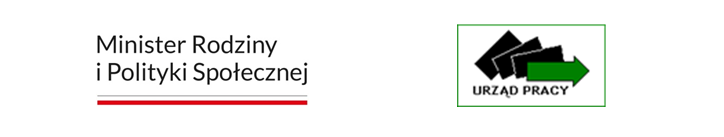 Minister Rodziny
i Polityki Społecznej
URZĄD PRACY